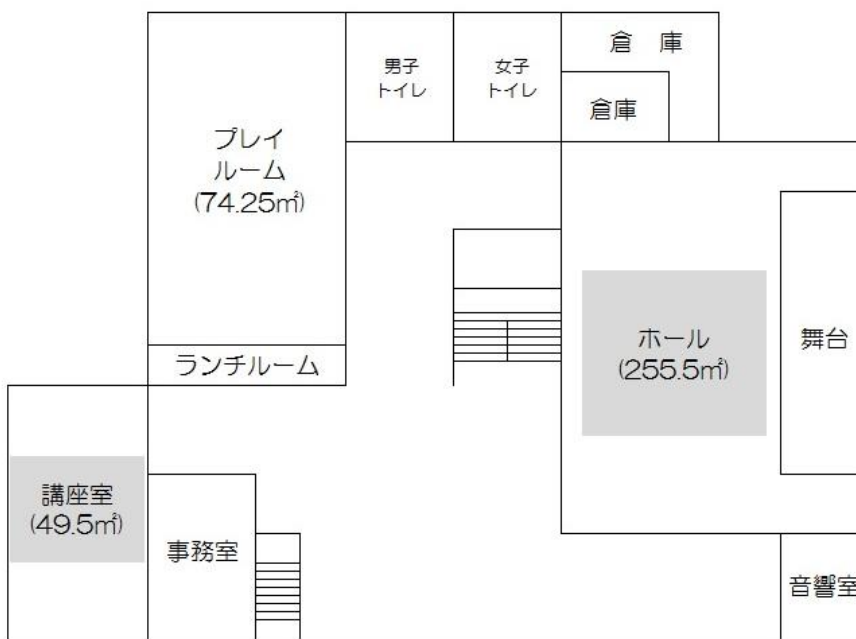 男子
トイレ
女子
トイレ
倉　庫
倉庫
プレイ
ルーム
(74.25㎡)
ホール
(255.5㎡)
舞台
ランチルーム
講座室
(49.5㎡)
事務室
音響室